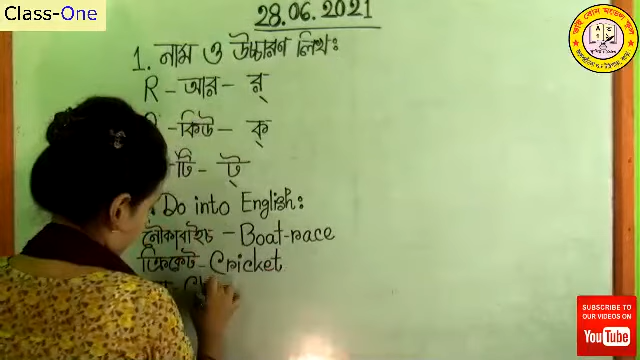 Class-One
28.06.2021
1. নাম ও উচ্চারণ লিখ:
R – আর – র্
– কিউ – ক্
টি – ট্
Do into English:
নৌকাবাইচ – Boat-race
ক্রিকেট – Cricket
SUBSCRIBE TO
OUR VIDEOS ON
YouTube